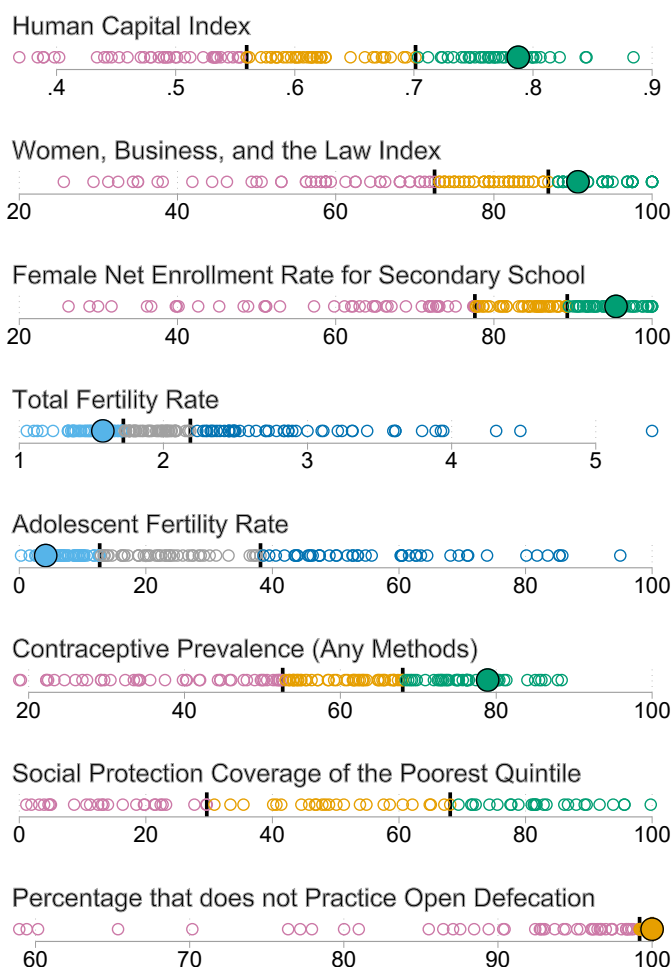 Human Capital Index
.4 .5 .6 .7 .8 .9
Women, Business, and the Law Index
20 40 60 80 100
Female Net Enrollment Rate for Secondary School
20 40 60 80 100
Total Fertility Rate
1 2 3 4 5
Adolescent Fertility Rate
0 20 40 60 80 100
Contraceptive Prevalence (Any Methods)
20 40 60 80 100
Social Protection Coverage of the Poorest Quintile
0 20 40 60 80 100
Percentage that does not Practice Open Defecation
60 70 80 90 100